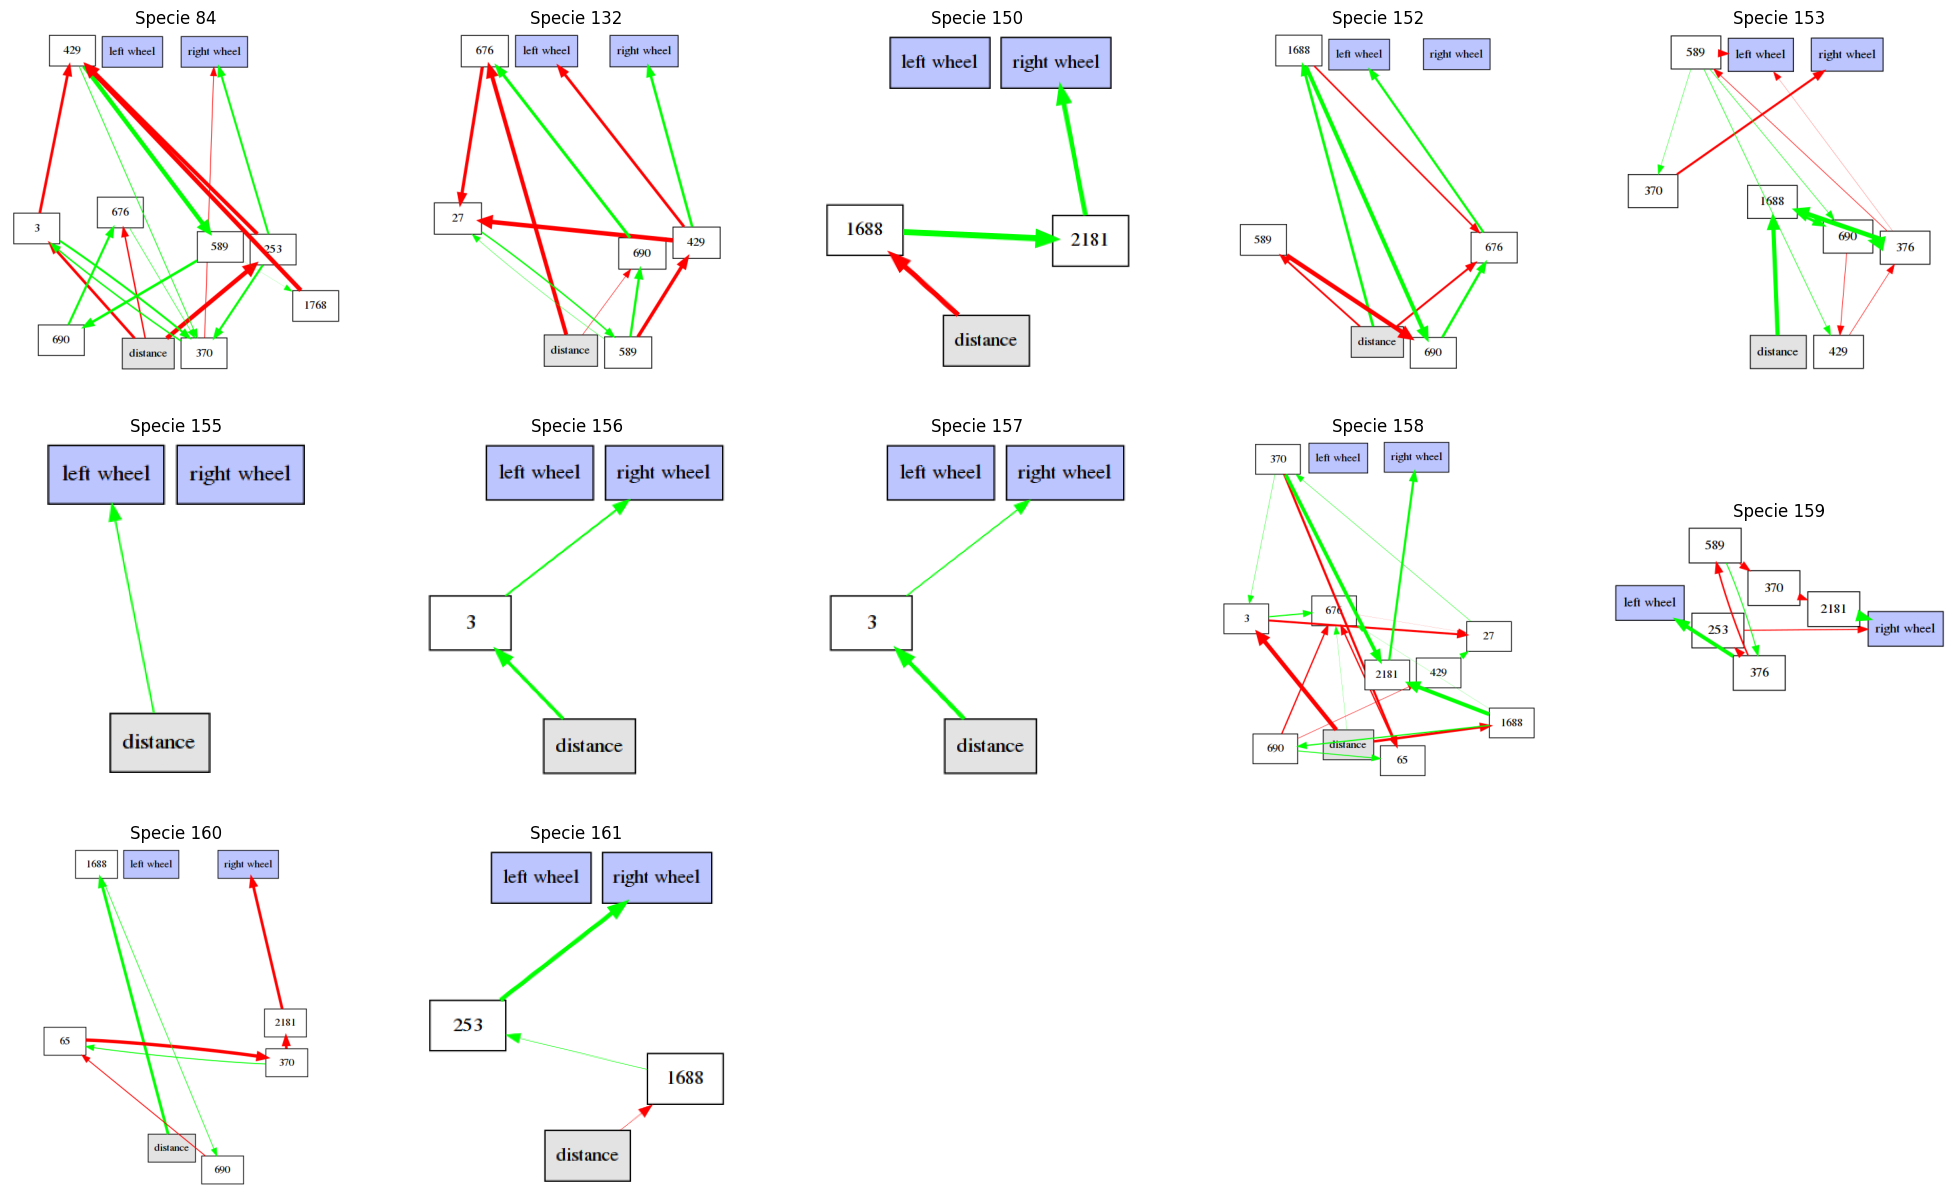 Specie 84
429
left wheel
right wheel
676
3
589
253
1768
690
distance
370
Specie 132
676
left wheel
right wheel
27
429
690
distance
589
Specie 150
left wheel
right wheel
1688
2181
distance
Specie 152
1688
left wheel
right wheel
589
676
distance
690
Specie 153
589
left wheel
right wheel
370
1688
690
376
distance
429
Specie 155
left wheel
right wheel
distance
Specie 156
left wheel
right wheel
3
distance
Specie 157
left wheel
right wheel
3
distance
Specie 158
370
left wheel
right wheel
3
676
27
2181
429
1688
690
distance
65
Specie 159
589
370
left wheel
2181
253
right wheel
376
Specie 160
1688
left wheel
right wheel
2181
65
370
distance
690
Specie 161
left wheel
right wheel
253
1688
distance